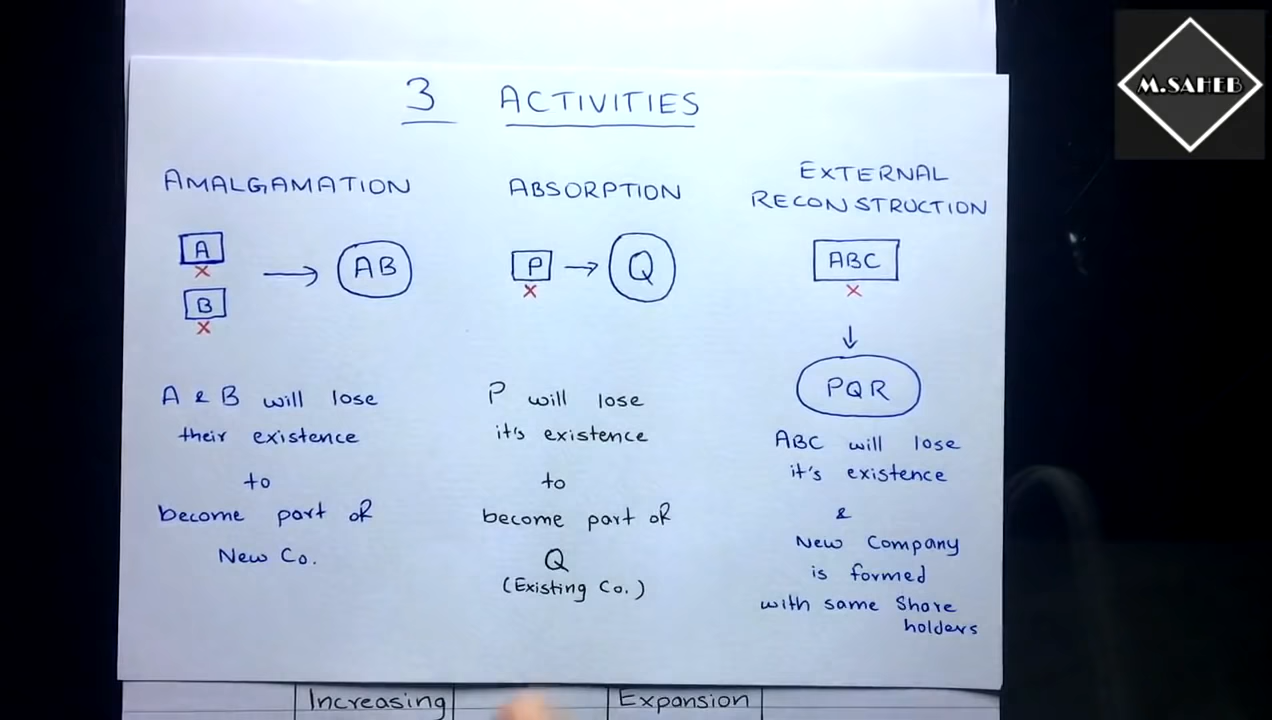 3 ACTIVITIES
AMALGAMATION
A
×
B
×
AB
A & B will lose
their existence
to
become part of
New Co.
ABSORPTION
P
×
Q
P will lose
it's existence
to
become part of
Q
(Existing Co.)
EXTERNAL
RECONSTRUCTION
ABC
×
PQR
ABC will lose
it's existence
&
New Company
is formed
with same Share
holders
Increasing
Expansion
M.SAHEB